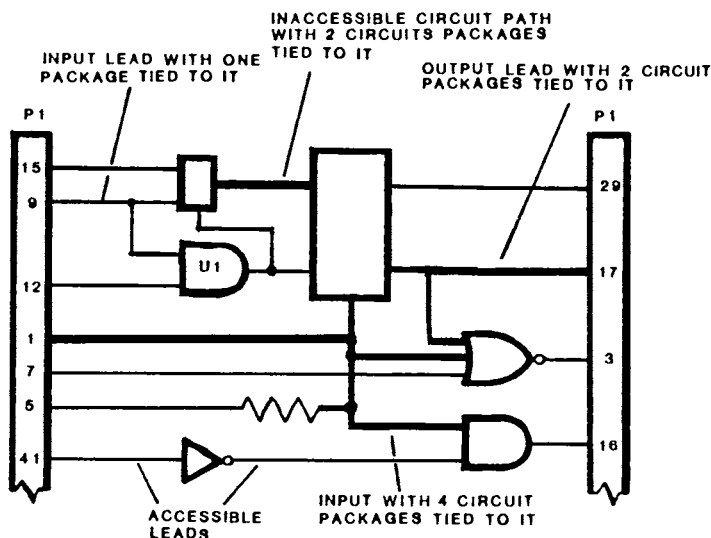 INACCESSIBLE CIRCUIT PATH
WITH 2 CIRCUITS PACKAGES
TIED TO IT
INPUT LEAD WITH ONE
PACKAGE TIED TO IT
OUTPUT LEAD WITH 2 CIRCUIT
PACKAGES TIED TO IT
P1
P1
15
29
9
U1
17
12
1
3
7
5
16
41
INPUT WITH 4 CIRCUIT
PACKAGES TIED TO IT
ACCESSIBLE
LEADS